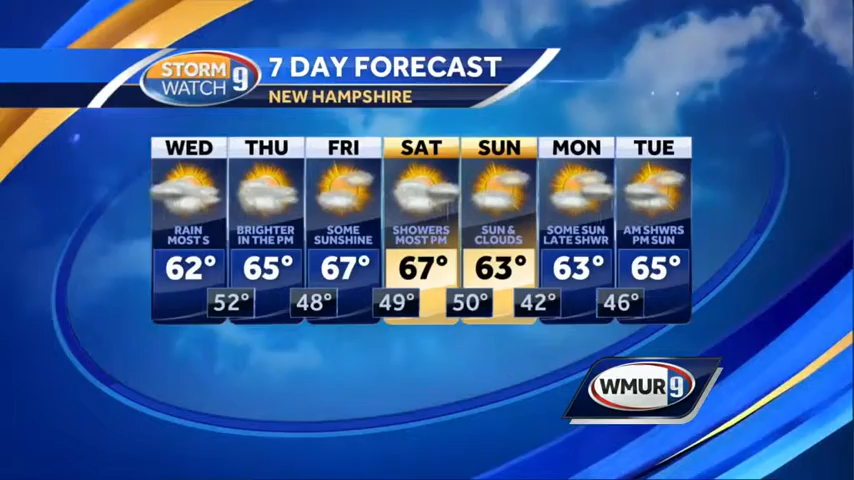 STORM
WATCH 9
7 DAY FORECAST
NEW HAMPSHIRE
WED THU FRI SAT SUN MON TUE
RAIN BRIGHTER SOME SHOWERS SUN & SOME SUN AM SHWRS
MOST S IN THE PM SUNSHINE MOST PM CLOUDS LATE SHWR PM SUN
62° 65° 67° 67° 63° 63° 65°
52° 48° 49° 50° 42° 46°
WMUR 9